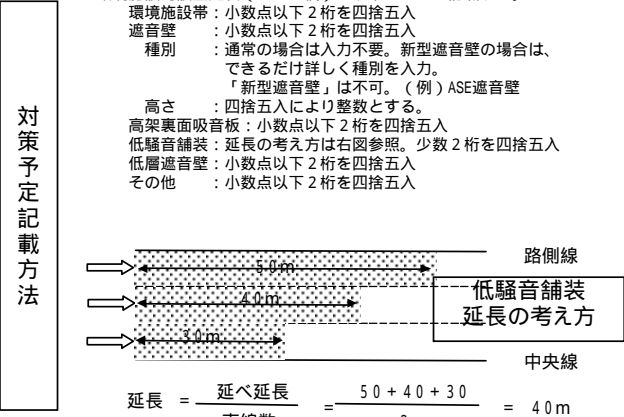 環境施設帯：小数点以下２桁を四捨五入
遮音壁　　：小数点以下２桁を四捨五入
種別　　：通常の場合は入力不要。新型遮音壁の場合は、
できるだけ詳しく種別を入力。
「新型遮音壁」は不可。（例）ASE遮音壁
高さ　　：四捨五入により整数とする。
高架裏面吸音板：小数点以下２桁を四捨五入
低騒音舗装：延長の考え方は右図参照。少数２桁を四捨五入
低層遮音壁：小数点以下２桁を四捨五入
その他　　：小数点以下２桁を四捨五入
対策予定記載方法
路側線
５０ｍ
４０ｍ
３０ｍ
低騒音舗装
延長の考え方
中央線
延長 ＝ 延べ延長 ＝ ５０＋４０＋３０ ＝ ４０ｍ